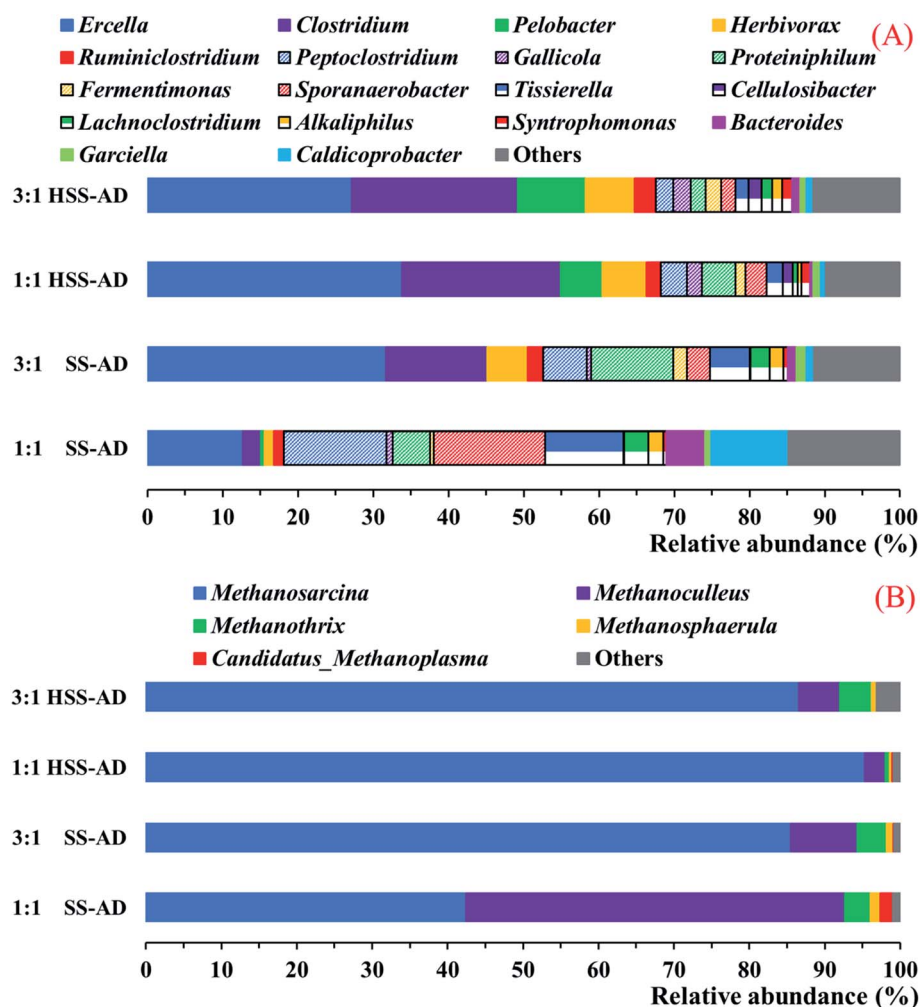 Ercella Clostridium Pelobacter Herbivorax (A)
Ruminiclostridium Peptoclostridium Gallicola Proteiniphilum
Fermentimonas Sporanaerobacter Tissierella Cellulosibacter
Lachnoclostridium Alkaliphilus Syntrophomonas Bacteroides
Garciella Caldicoprobacter Others
3:1 HSS-AD
1:1 HSS-AD
3:1 SS-AD
1:1 SS-AD
0 10 20 30 40 50 60 70 80 90 100
Relative abundance (%)
Methanosarcina Methanoculleus (B)
Methanothrix Methanosphaerula
Candidatus_Methanoplasma Others
3:1 HSS-AD
1:1 HSS-AD
3:1 SS-AD
1:1 SS-AD
0 10 20 30 40 50 60 70 80 90 100
Relative abundance (%)